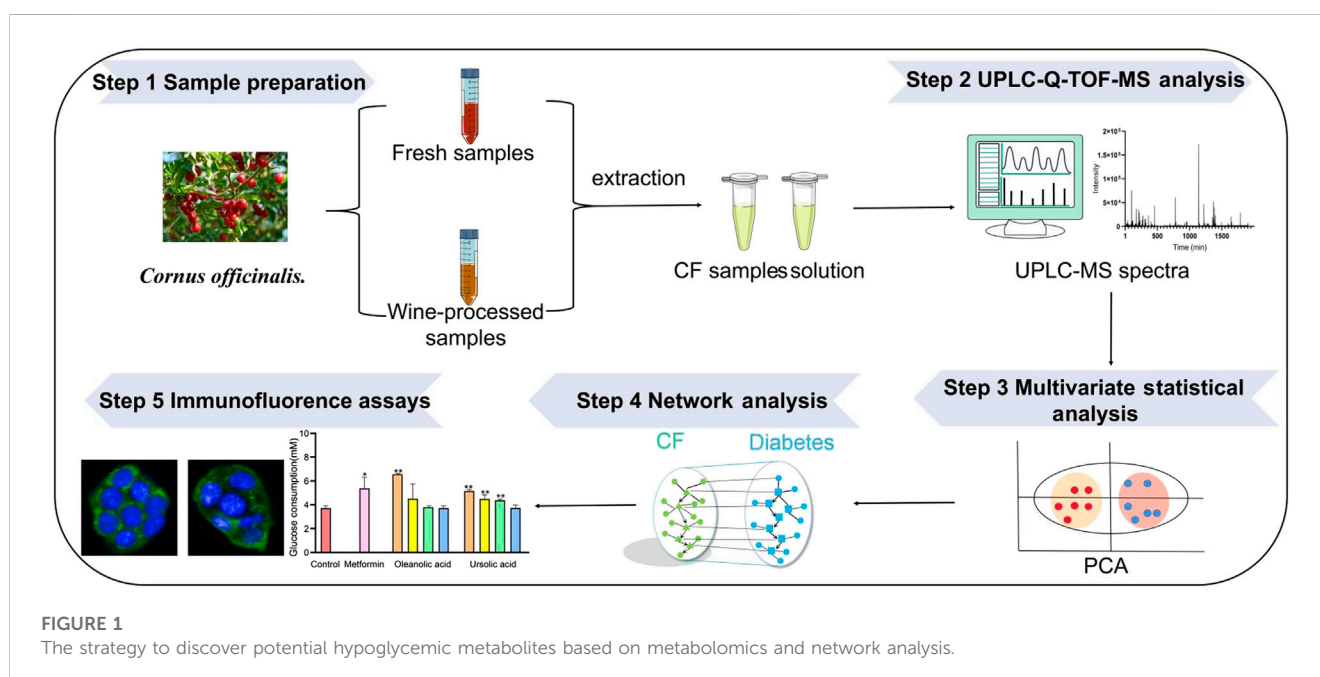 Step 1 Sample preparation
Fresh samples
Wine-processed
samples
Cornus officinalis.
extraction
CF samples solution
Step 2 UPLC-Q-TOF-MS analysis
2×10⁵
1.5×10⁵
1×10⁵
5×10⁴
Intensity
1
500
1000
1500
Time (min)
UPLC-MS spectra
Step 3 Multivariate statistical
analysis
PCA
Step 4 Network analysis
CF
Diabetes
Step 5 Immunofluorence assays
Glucose consumption(mM)
10
8
6
4
2
0
*
**
**
**
**
Control
Metformin
Oleanolic acid
Ursolic acid
FIGURE 1
The strategy to discover potential hypoglycemic metabolites based on metabolomics and network analysis.